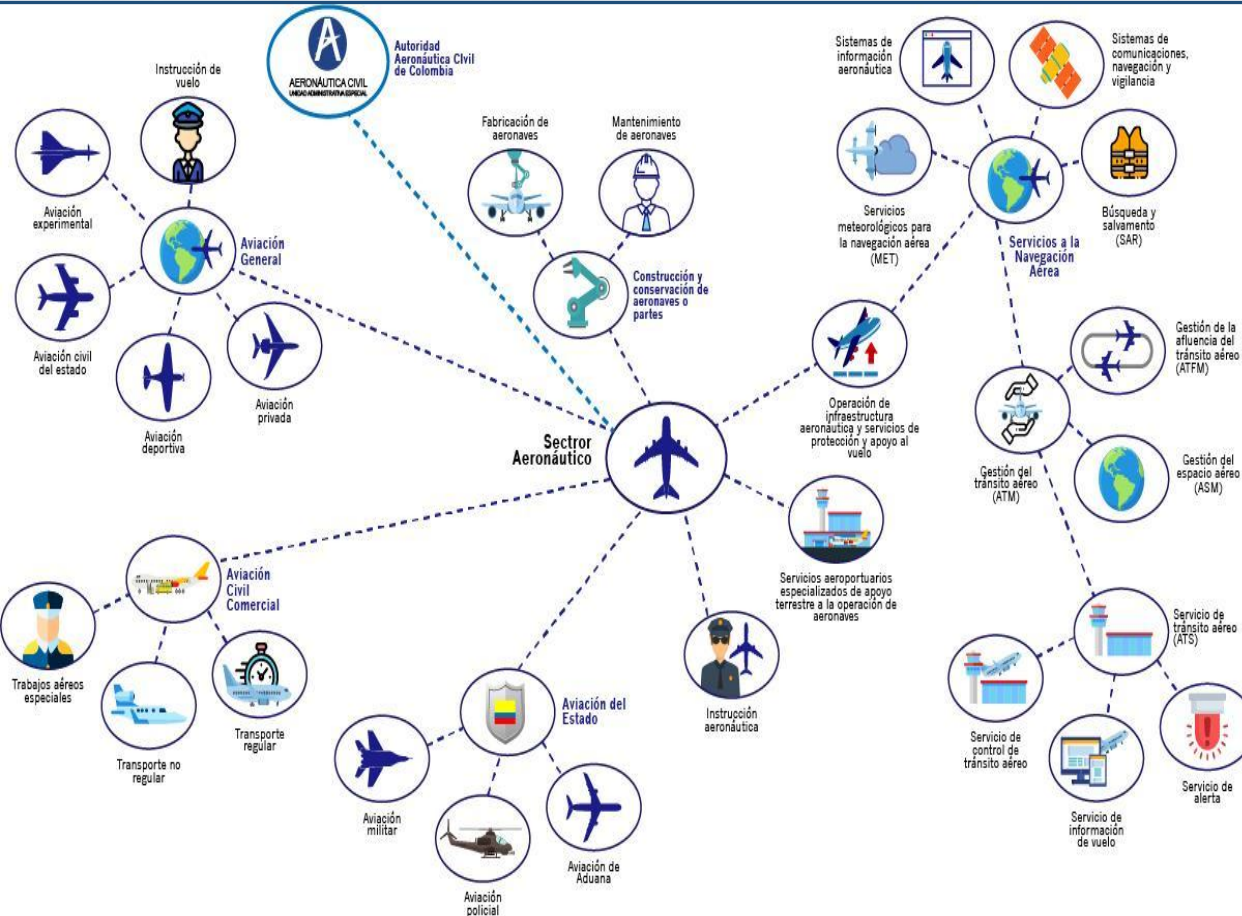 AERONÁUTICA CIVIL
UNIDAD ADMINISTRATIVA ESPECIAL
Autoridad
Aeronáutica CIvil
de Colombia
Instrucción de
vuelo
Aviación
experimental
Aviación
General
Aviación civil
del estado
Aviación
deportiva
Aviación
privada
Fabricación de
aeronaves
Mantenimiento
de aeronaves
Construcción y
conservación de
aeronaves o
partes
Sistemas de
información
aeronáutica
Sistemas de
comunicaciones,
navegación y
vigilancia
Servicios
meteorológicos para
la navegación aérea
(MET)
Servicios a la
Navegación
Aérea
Búsqueda y
salvamento
(SAR)
Operación de
infraestructura
aeronáutica y servicios de
protección y apoyo al
vuelo
Gestión de la
afluencia del
tránsito aéreo
(ATFM)
Gestión del
tránsito aéreo
(ATM)
Gestión del
espacio aéreo
(ASM)
Sectror
Aeronáutico
Servicios aeroportuarios
especializados de apoyo
terrestre a la operación de
aeronaves
Aviación
Civil
Comercial
Trabajos aéreos
especiales
Transporte no
regular
Transporte
regular
Aviación del
Estado
Aviación
militar
Aviación
policial
Aviación de
Aduana
Instrucción
aeronáutica
Servicio de
tránsito aéreo
(ATS)
Servicio de
control de
tránsito aéreo
Servicio de
información
de vuelo
Servicio de
alerta